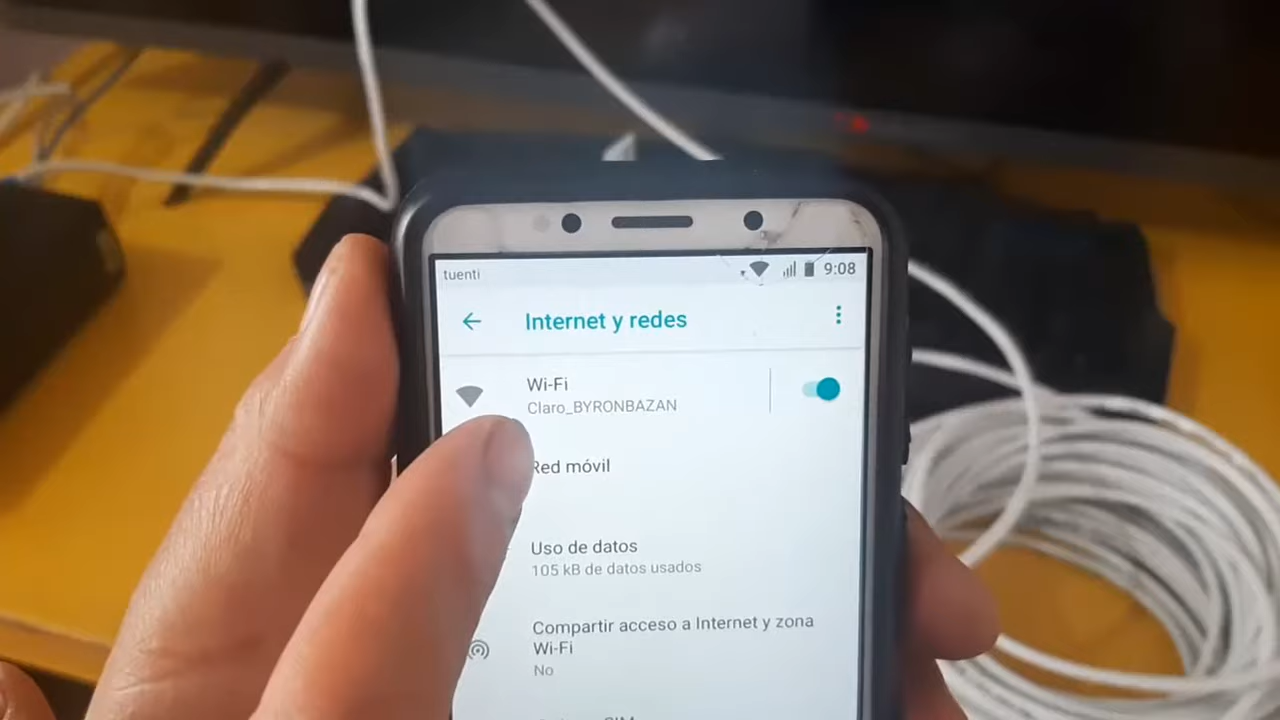 tuenti
9:08
Internet y redes
Wi-Fi
Claro_BYRONBAZAN
Red móvil
Uso de datos
105 kB de datos usados
Compartir acceso a Internet y zona
Wi-Fi
No